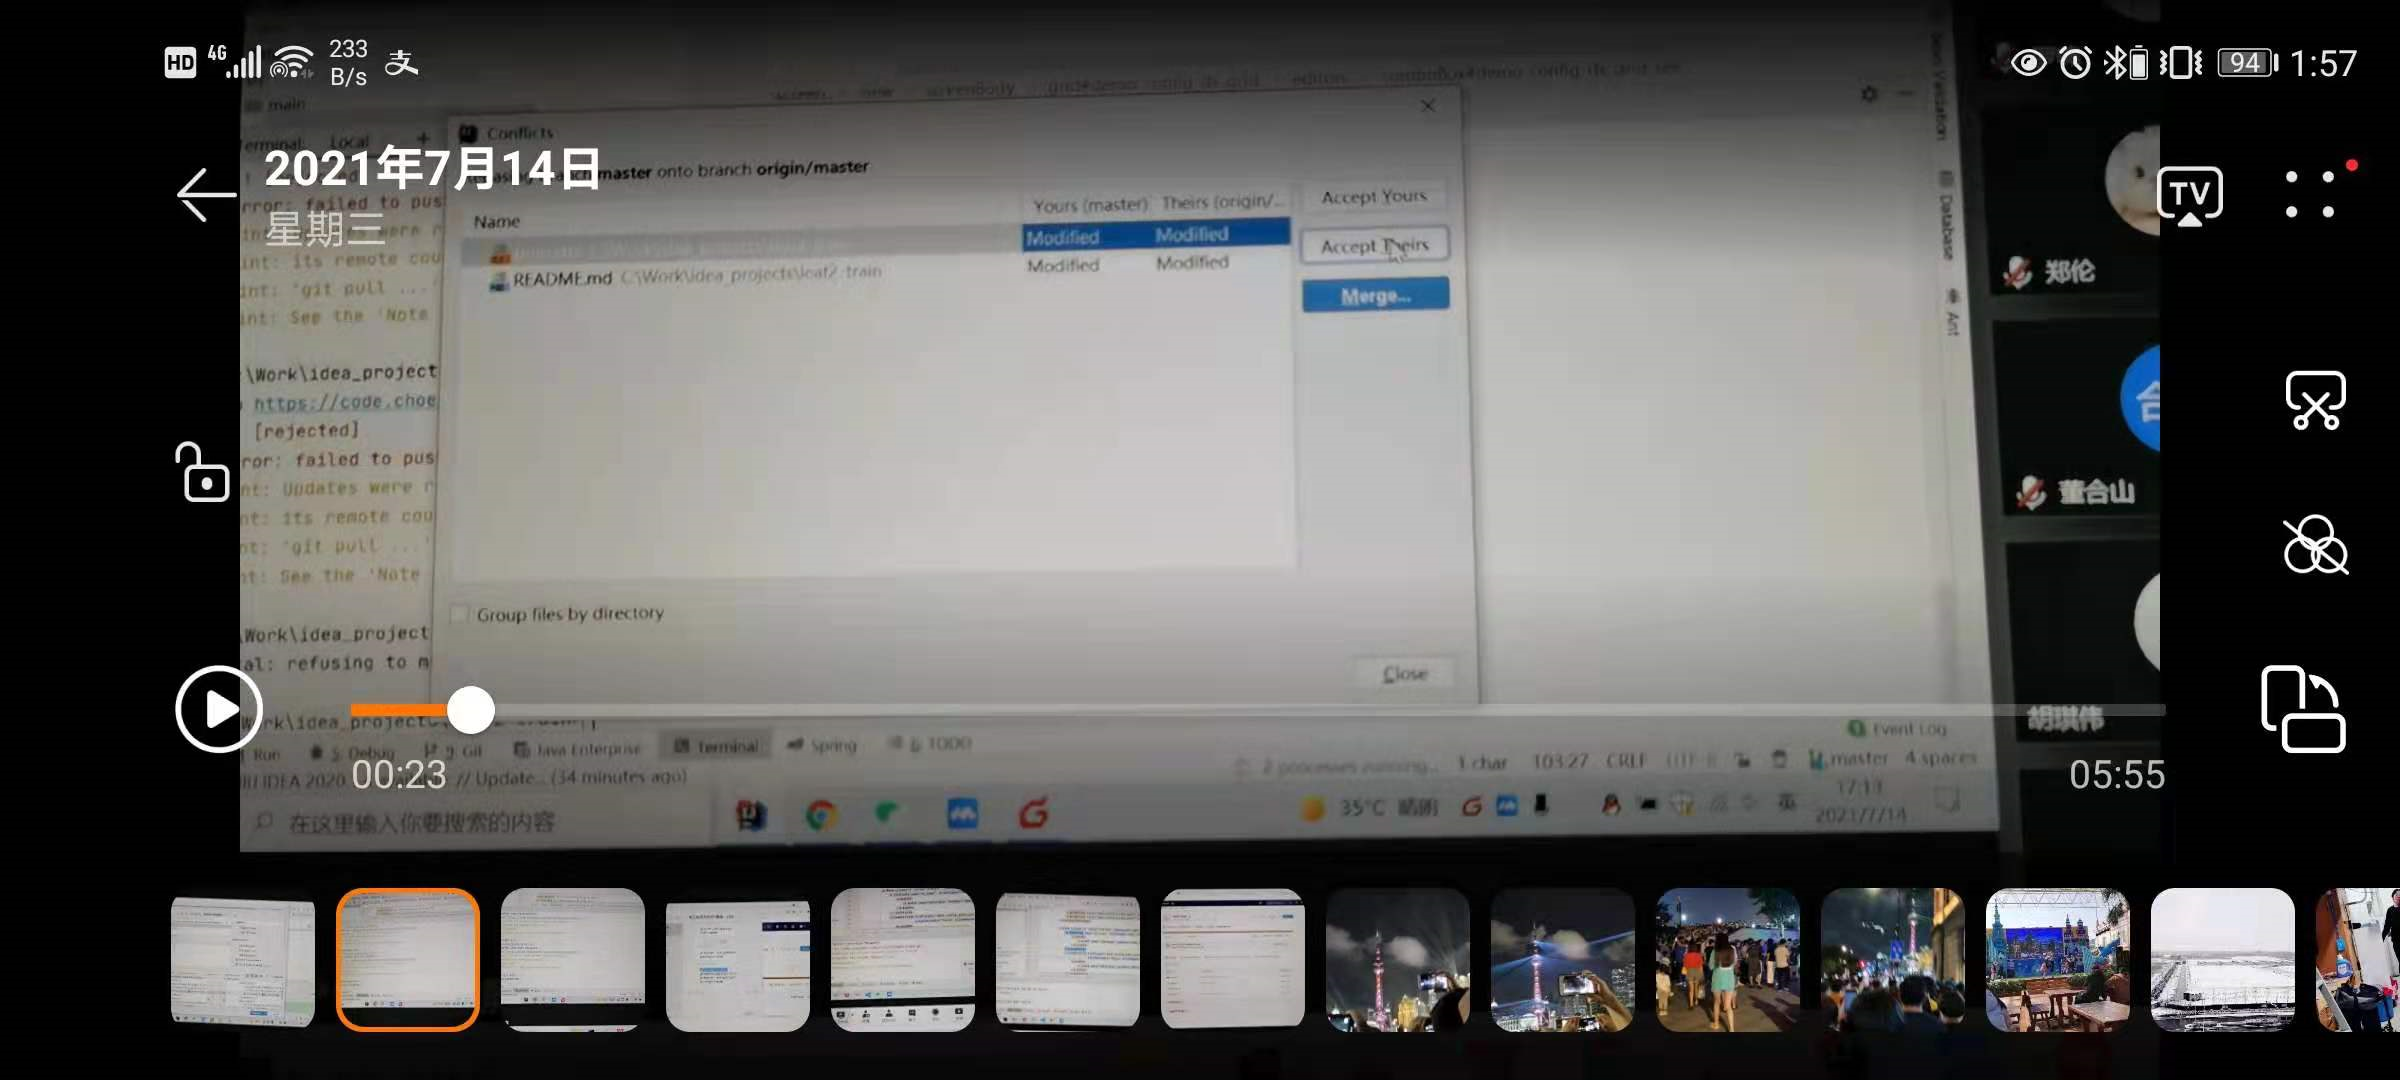 HD 4G 233 B/s 支
94 1:57
main
Conflicts
2021年7月14日
星期三
master onto branch origin/master
TV
Terminal: Local +
Name
Yours (master) Theirs (origin/...
Accept Yours
Modified Modified
Accept Theirs
README.md C:\Work\idea_projects\leaf2-train Modified Modified
Merge...
rror: failed to pus
int: its remote cou
int: 'git pull ...'
int: See the 'Note
\Work\idea_project
https://code.choe
[rejected]
ror: failed to pus
nt: Updates were r
nt: its remote cou
nt: 'git pull ...'
nt: See the 'Note
Work\idea_project
al: refusing to m
Group files by directory
Close
Database
Ant
郑伦
董合山
胡琪伟
Run 5: Debug 9: Git Java Enterprise Terminal Spring 6: TODO
Event Log
00:23
05:55
IDEA 2020 // Update... (34 minutes ago)
2 processes running... 1 char 103:27 CRLF master 4 spaces
在这里输入你要搜索的内容
35°C 晴朗
英
17:13
2021/7/14